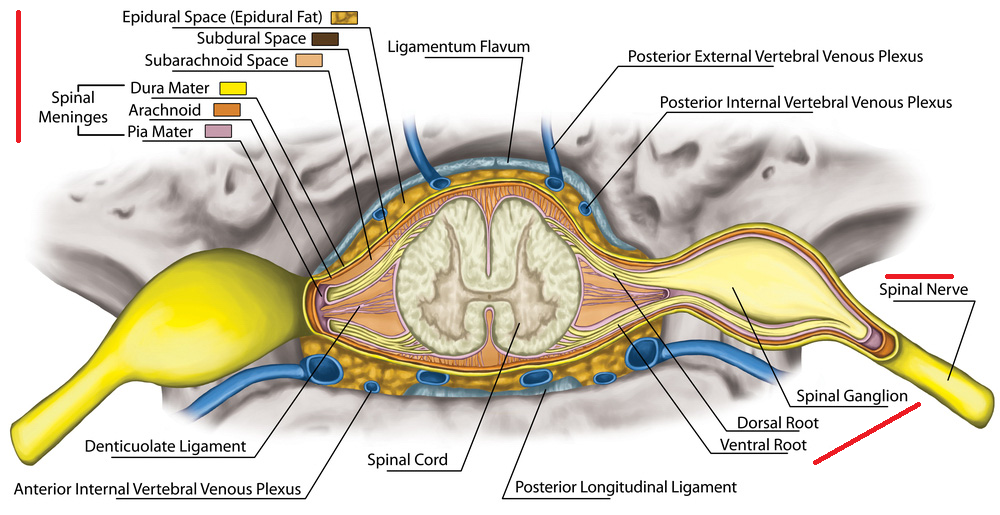 Epidural Space (Epidural Fat)
Subdural Space
Subarachnoid Space
Spinal
Meninges
Dura Mater
Arachnoid
Pia Mater
Ligamentum Flavum
Posterior External Vertebral Venous Plexus
Posterior Internal Vertebral Venous Plexus
Spinal Nerve
Spinal Ganglion
Dorsal Root
Ventral Root
Denticuolate Ligament
Spinal Cord
Anterior Internal Vertebral Venous Plexus
Posterior Longitudinal Ligament